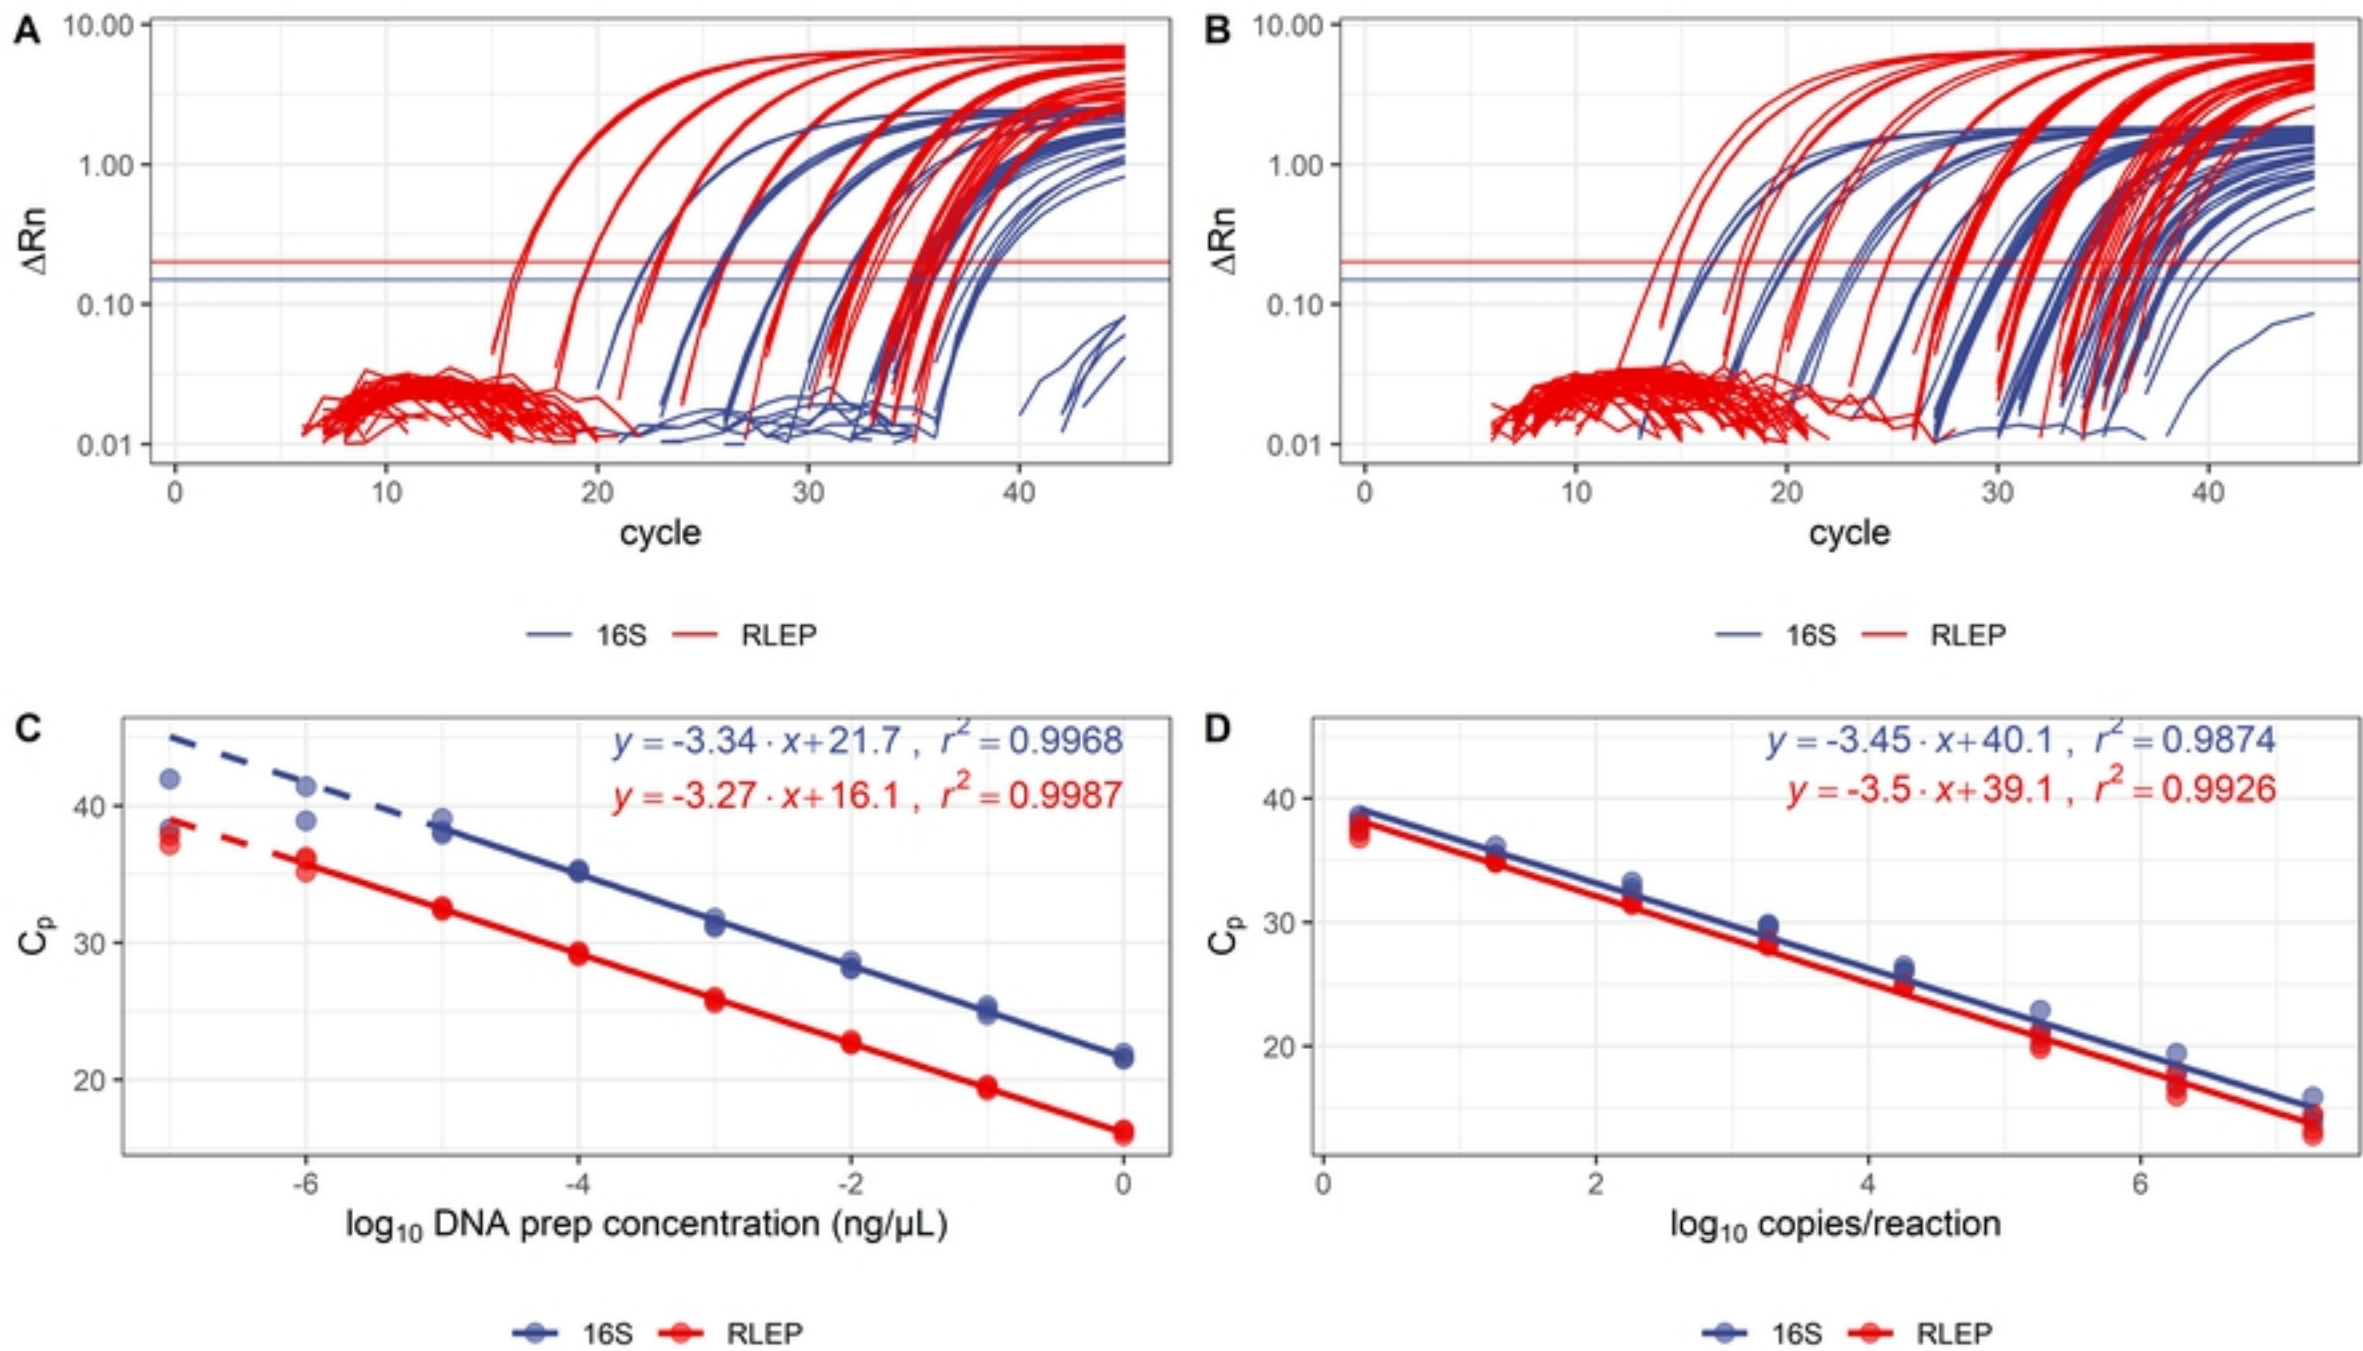 A
10.00
1.00
0.10
0.01
ΔRn
0 10 20 30 40
cycle
16S RLEP
B
10.00
1.00
0.10
0.01
ΔRn
0 10 20 30 40
cycle
16S RLEP
C
y = -3.34 · x+21.7 , r² = 0.9968
y = -3.27 · x+16.1 , r² = 0.9987
40
30
20
Cₚ
-6 -4 -2 0
log₁₀ DNA prep concentration (ng/µL)
16S RLEP
D
y = -3.45 · x+40.1 , r² = 0.9874
y = -3.5 · x+39.1 , r² = 0.9926
40
30
20
Cₚ
0 2 4 6
log₁₀ copies/reaction
16S RLEP